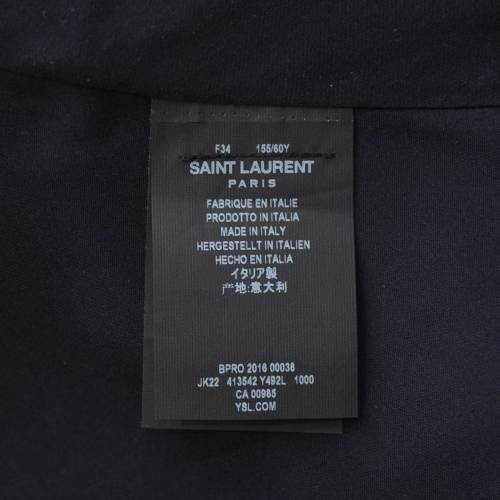 F34 155/60Y
SAINT LAURENT
PARIS
FABRIQUE EN ITALIE
PRODOTTO IN ITALIA
MADE IN ITALY
HERGESTELLT IN ITALIEN
HECHO EN ITALIA
イタリア製
地:意大利
BPRO 2016 00038
JK22 413542 Y492L 1000
CA 00985
YSL.COM